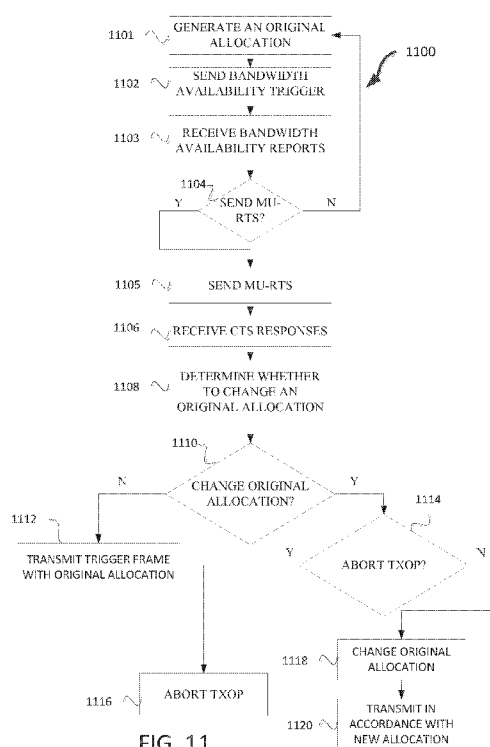 1101
GENERATE AN ORIGINAL
ALLOCATION
1100
1102
SEND BANDWIDTH
AVAILABILITY TRIGGER
1103
RECEIVE BANDWIDTH
AVAILABILITY REPORTS
1104
Y
SEND MU-
RTS?
N
1105
SEND MU-RTS
1106
RECEIVE CTS RESPONSES
1108
DETERMINE WHETHER
TO CHANGE AN
ORIGINAL ALLOCATION
1110
N
CHANGE ORIGINAL
ALLOCATION?
Y
1112
TRANSMIT TRIGGER FRAME
WITH ORIGINAL ALLOCATION
1114
Y
ABORT TXOP?
N
1116
ABORT TXOP
1118
CHANGE ORIGINAL
ALLOCATION
1120
TRANSMIT IN
ACCORDANCE WITH
NEW ALLOCATION
FIG. 11